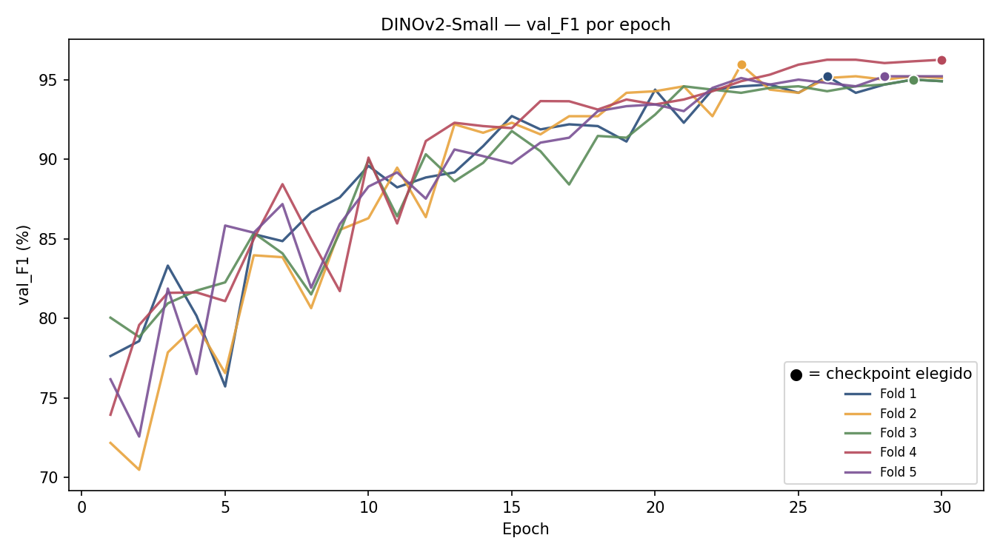 DINOv2-Small — val_F1 por epoch
val_F1 (%)
95
90
85
80
75
70
0
5
10
15
20
25
30
Epoch
● = checkpoint elegido
Fold 1
Fold 2
Fold 3
Fold 4
Fold 5